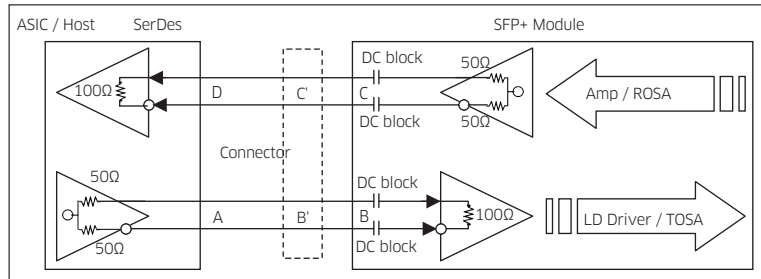 ASIC / Host
SerDes
SFP+ Module
DC block
50Ω
100Ω
D
C'
C
50Ω
DC block
Amp / ROSA
Connector
50Ω
DC block
A
B'
B
100Ω
LD Driver / TOSA
50Ω
DC block